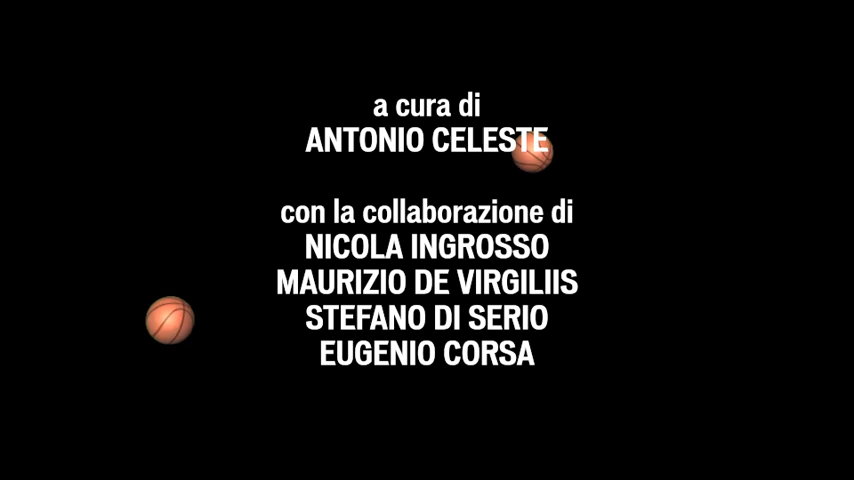 a cura di
ANTONIO CELESTE
con la collaborazione di
NICOLA INGROSSO
MAURIZIO DE VIRGILIIS
STEFANO DI SERIO
EUGENIO CORSA